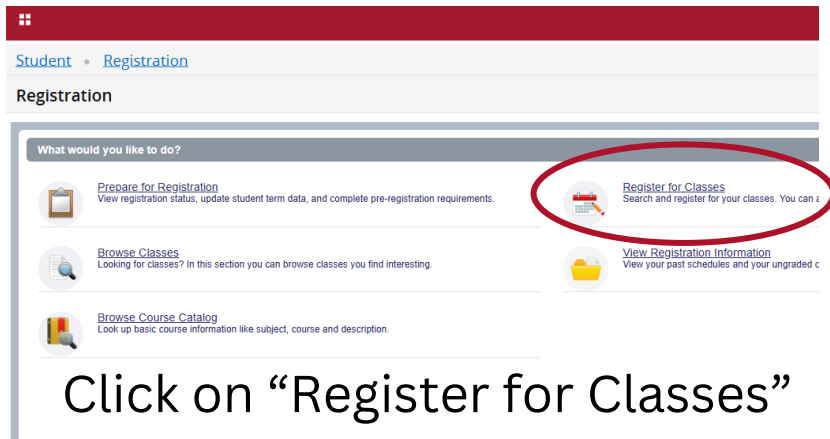 Student • Registration
Registration
What would you like to do?
Prepare for Registration
View registration status, update student term data, and complete pre-registration requirements.
Register for Classes
Search and register for your classes. You can a
Browse Classes
Looking for classes? In this section you can browse classes you find interesting.
View Registration Information
View your past schedules and your ungraded c
Browse Course Catalog
Look up basic course information like subject, course and description.
Click on “Register for Classes”